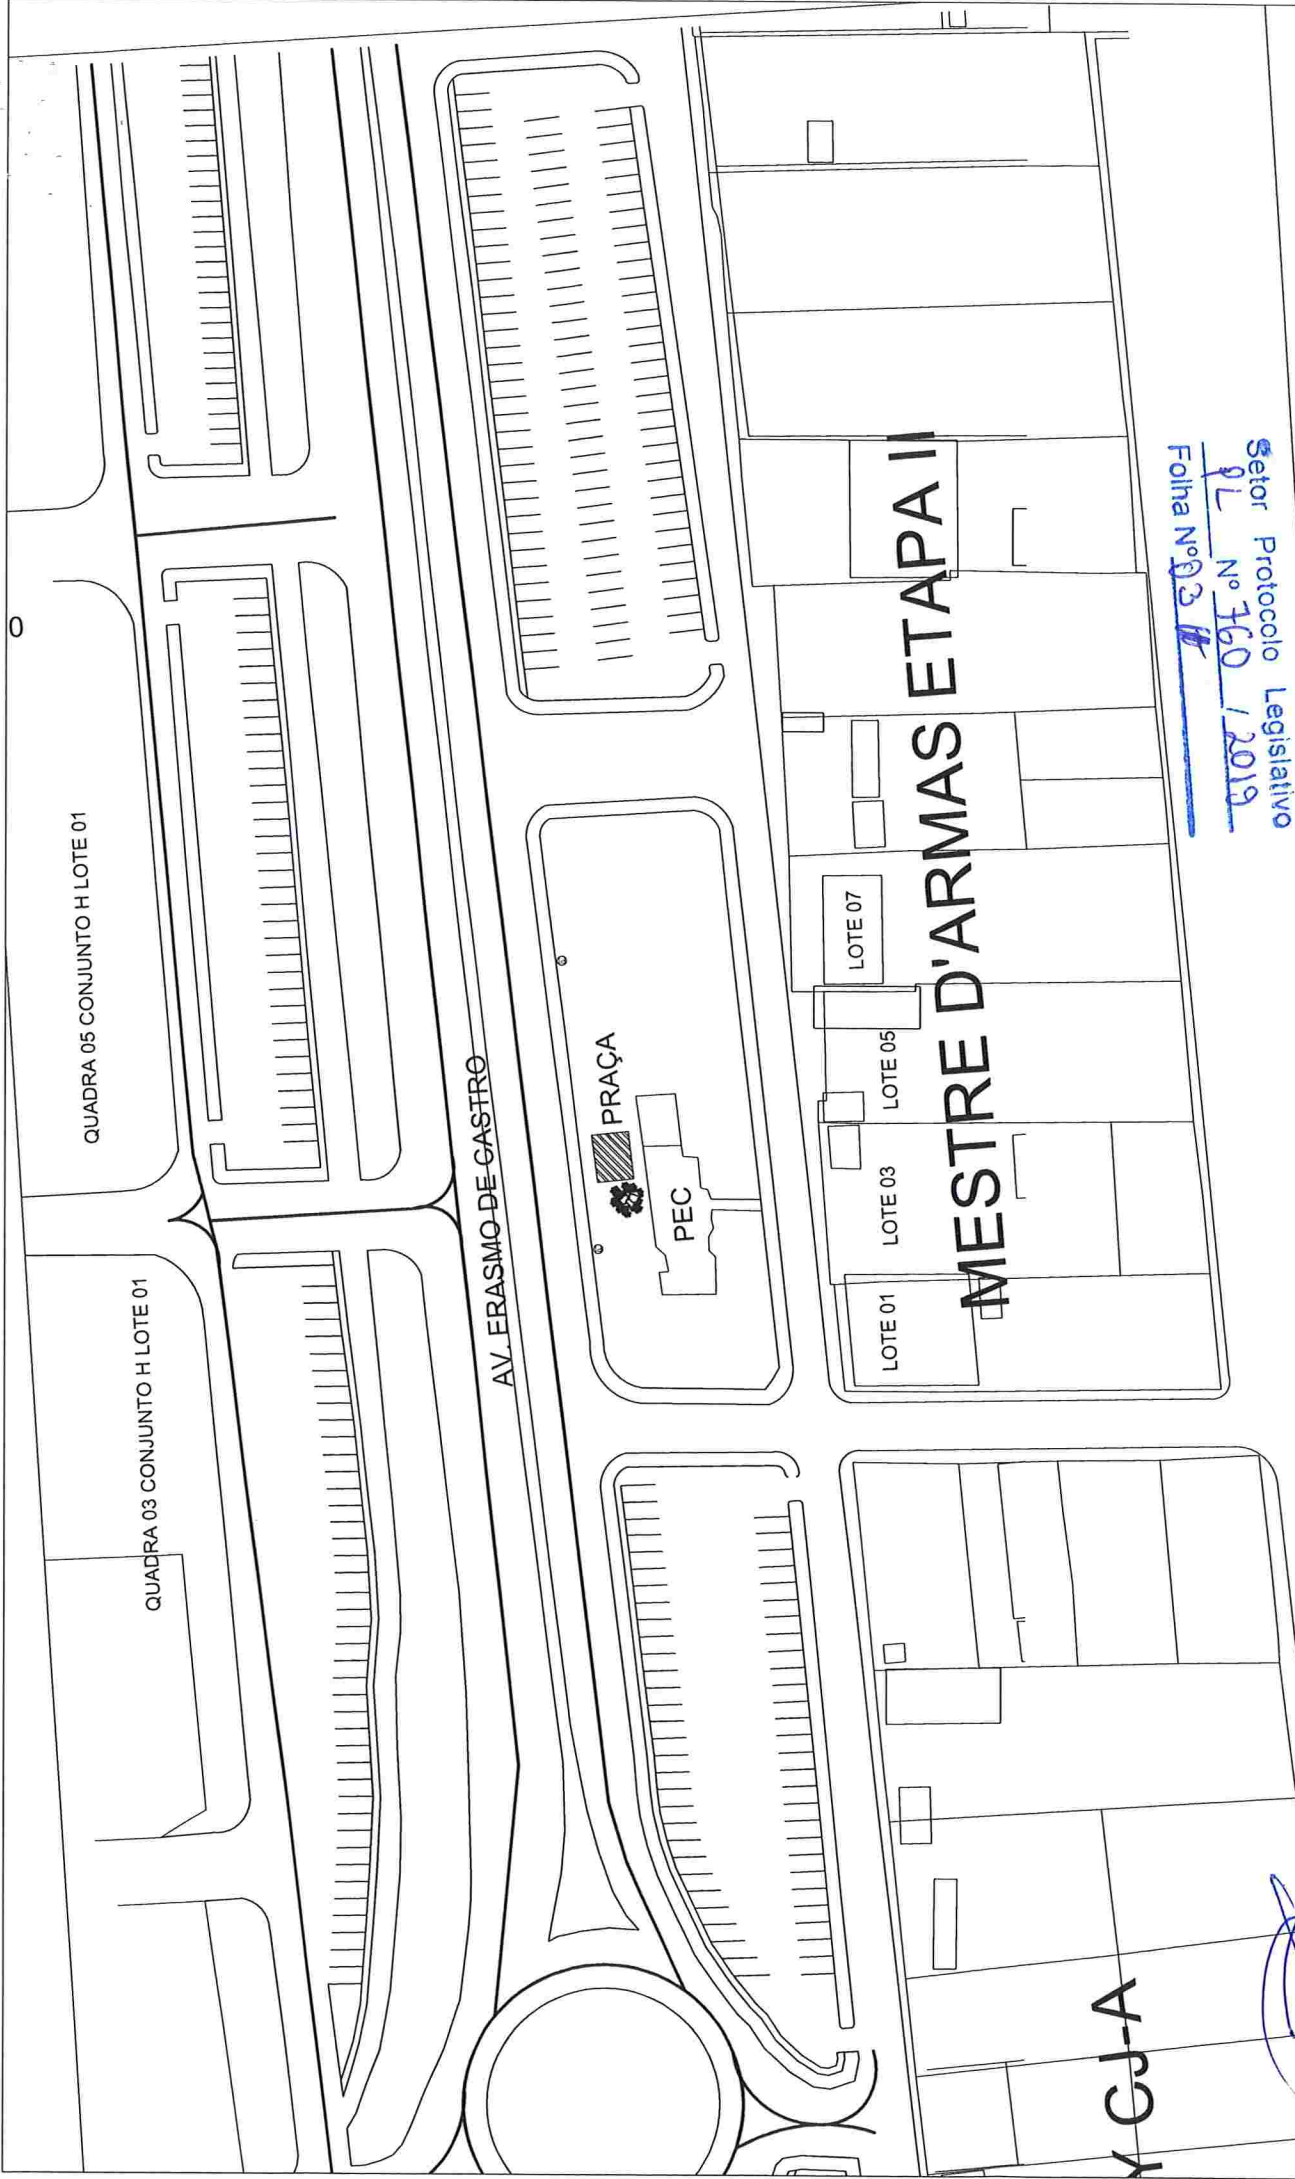 0
QUADRA 05 CONJUNTO H LOTE 01
QUADRA 03 CONJUNTO H LOTE 01
AV. ERASMO DE CASTRO
PRAÇA
PEC
LOTE 07
LOTE 05
LOTE 03
LOTE 01
MESTRE D'ARMAS ETAPA II
Y CJ-A
Setor Protocolo Legislativo
PL Nº 760 / 2019
Folha Nº 03